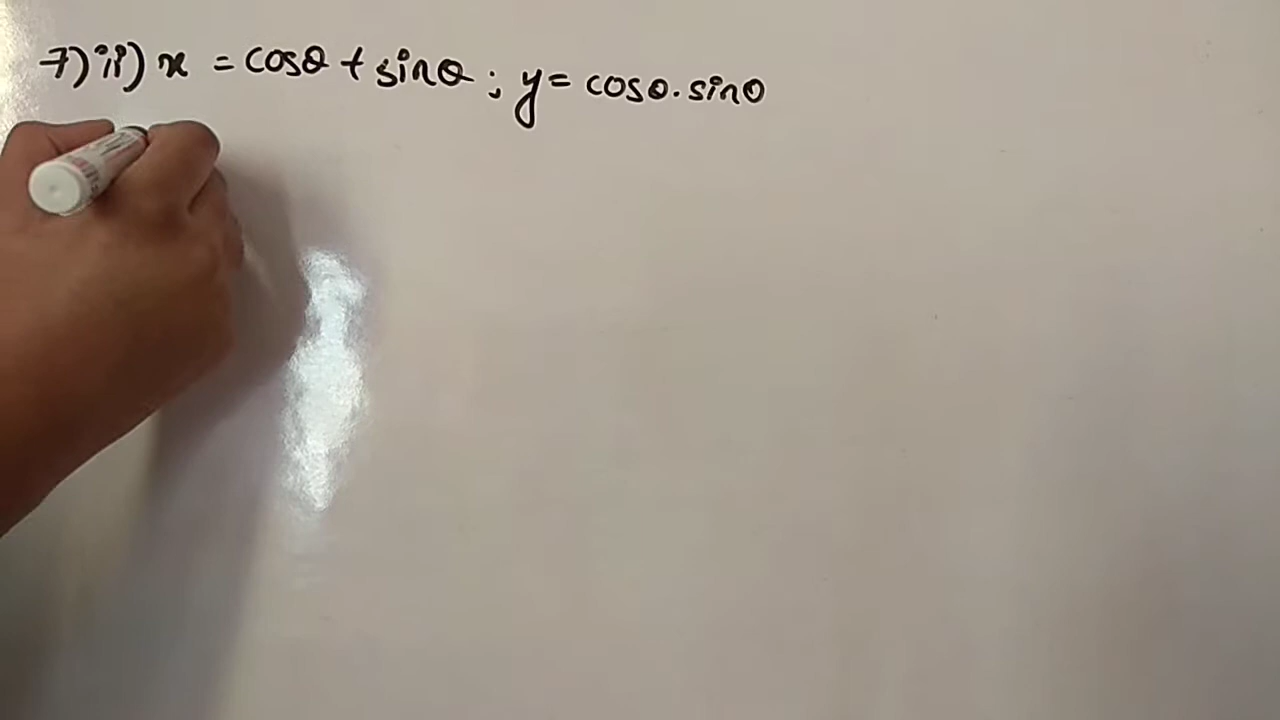 7) ii) x = cosθ + sinθ ; y = cosθ . sinθ